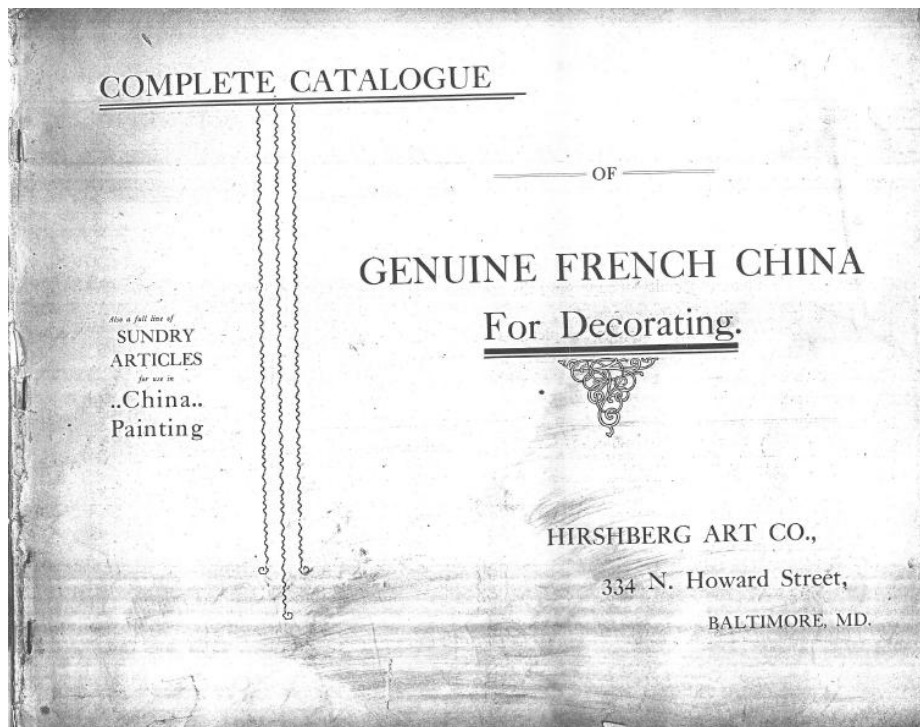 COMPLETE CATALOGUE
OF
GENUINE FRENCH CHINA
For Decorating.
Also a full line of
SUNDRY
ARTICLES
for use in
..China..
Painting
HIRSHBERG ART CO.,
334 N. Howard Street,
BALTIMORE, MD.